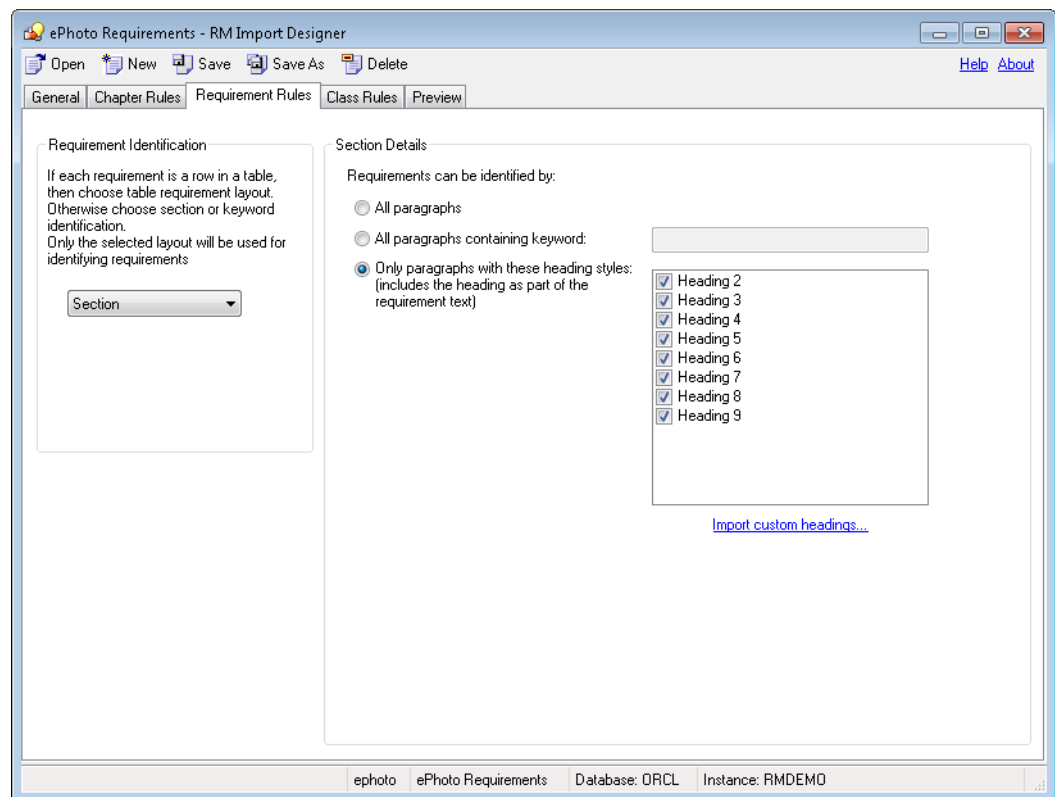 ePhoto Requirements - RM Import Designer
Open New Save Save As Delete Help About
General Chapter Rules Requirement Rules Class Rules Preview
Requirement Identification
If each requirement is a row in a table,
then choose table requirement layout.
Otherwise choose section or keyword
identification.
Only the selected layout will be used for
identifying requirements
Section
Section Details
Requirements can be identified by:
All paragraphs
All paragraphs containing keyword:
Only paragraphs with these heading styles:
(includes the heading as part of the
requirement text)
Heading 2
Heading 3
Heading 4
Heading 5
Heading 6
Heading 7
Heading 8
Heading 9
Import custom headings...
ephoto ePhoto Requirements Database: ORCL Instance: RMDEMO